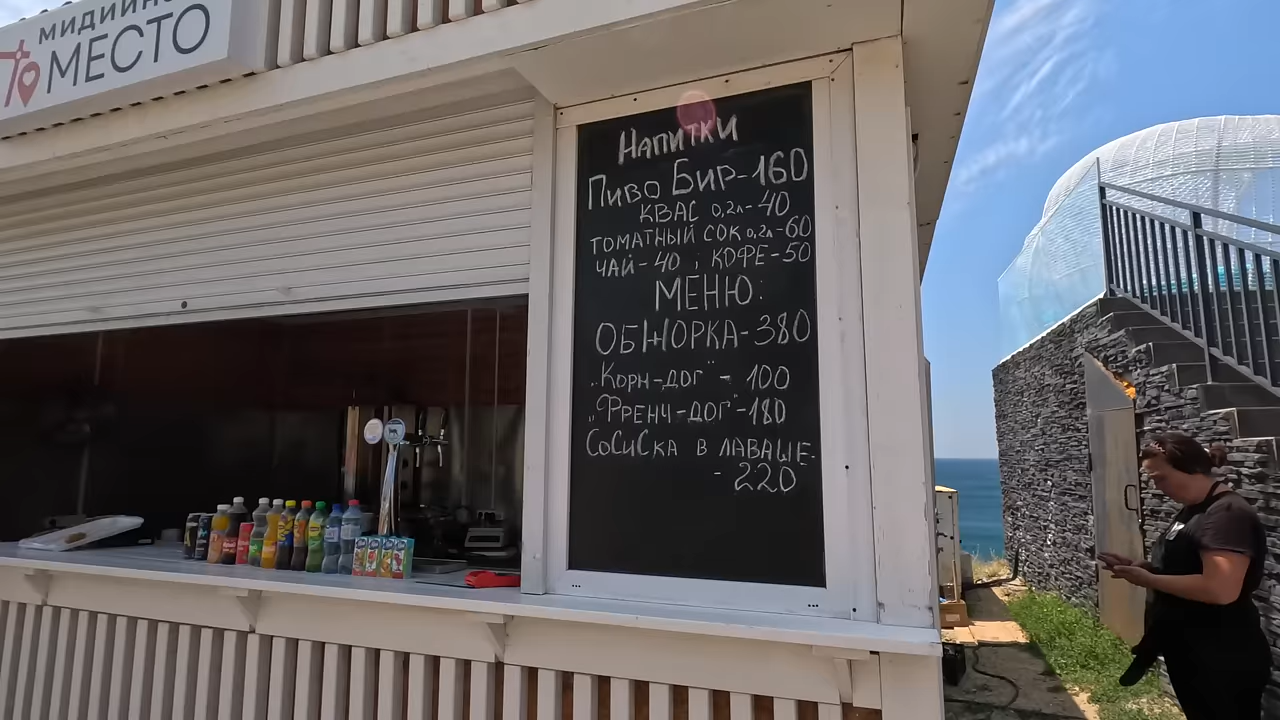 МЕСТО
Напитки
Пиво Бир-160
КВАС 0,2л-40
ТОМАТНЫЙ СОК 0,2л-60
ЧАЙ-40 ; КОФЕ-50
МЕНЮ:
ОБЖОРКА-380
„Корн-дог" - 100
„Френч-дог"-180
СоСиСка в лаваше-
- 220